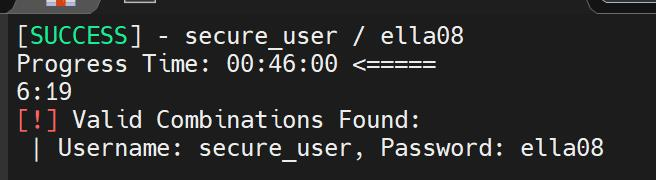 [SUCCESS] - secure_user / ella08
Progress Time: 00:46:00 <=====
6:19
[!] Valid Combinations Found:
| Username: secure_user, Password: ella08